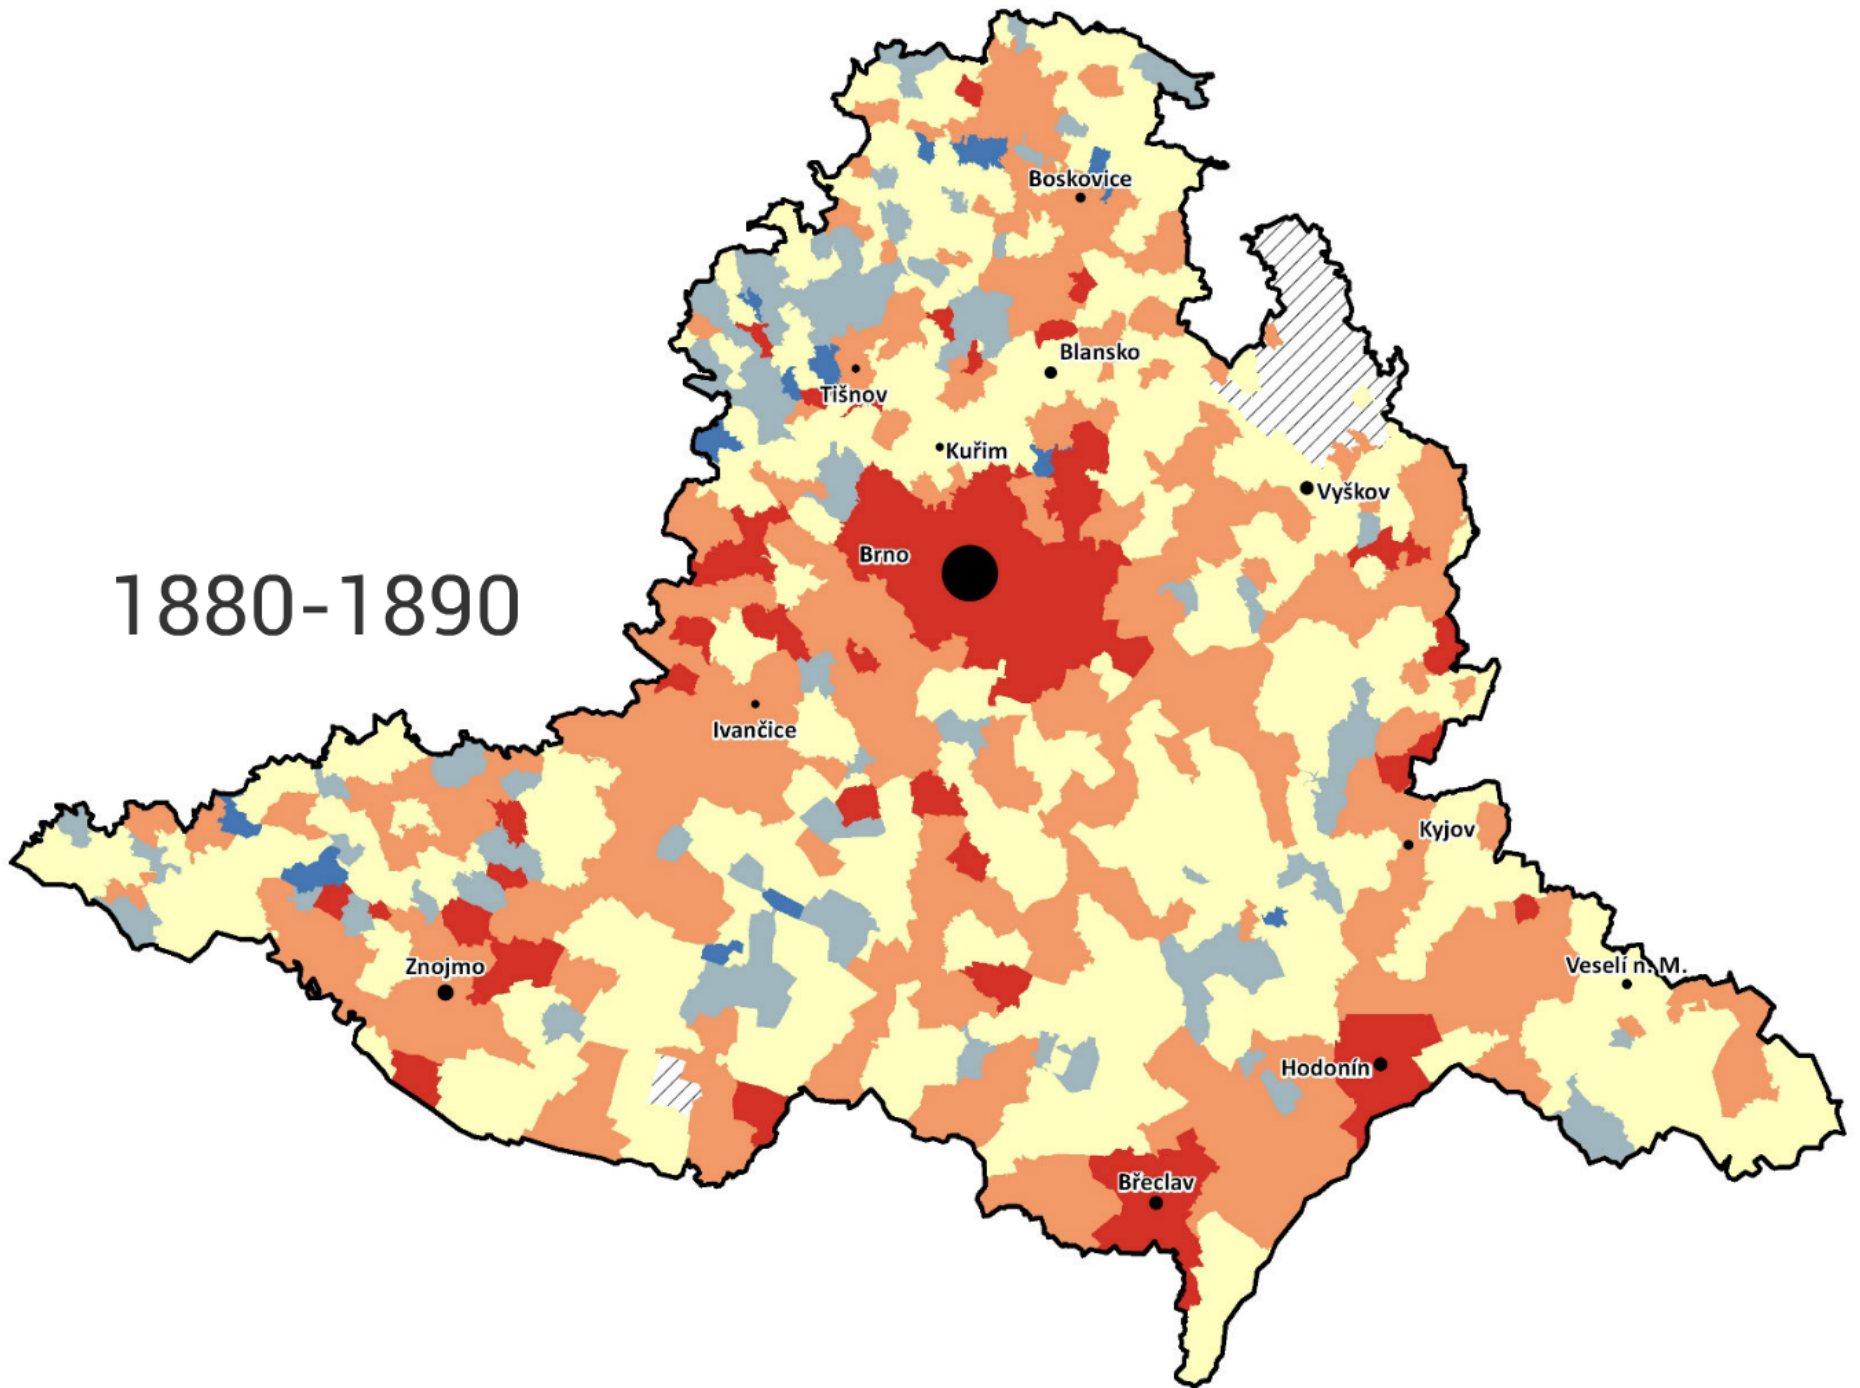 Boskovice
Blansko
Tišnov
Kuřim
Vyškov
Brno
1880-1890
Ivančice
Kyjov
Znojmo
Veselí n. M.
Hodonín
Břeclav